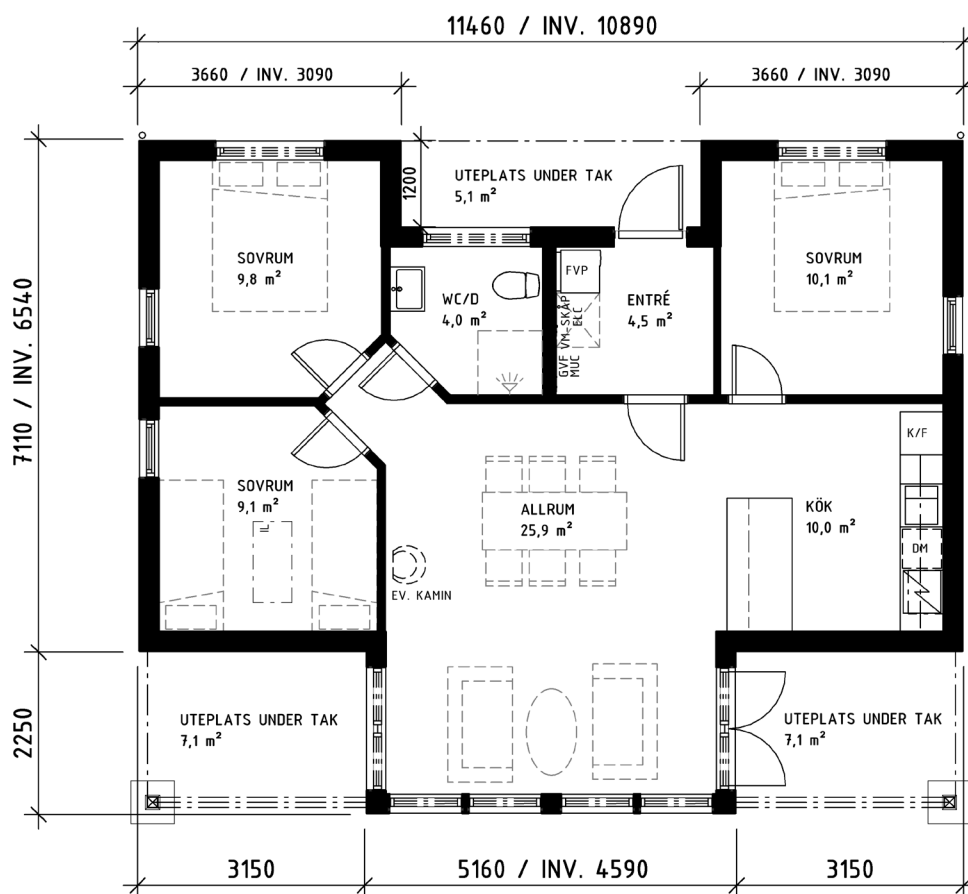 11460 / INV. 10890
3660 / INV. 3090
3660 / INV. 3090
7110 / INV. 6540
2250
1200
UTEPLATS UNDER TAK
5,1 m²
SOVRUM
9,8 m²
WC/D
4,0 m²
FVP
GVF VM-SKÅP
MUC ELC
ENTRÉ
4,5 m²
SOVRUM
10,1 m²
K/F
SOVRUM
9,1 m²
ALLRUM
25,9 m²
KÖK
10,0 m²
DM
EV. KAMIN
UTEPLATS UNDER TAK
7,1 m²
UTEPLATS UNDER TAK
7,1 m²
3150
5160 / INV. 4590
3150